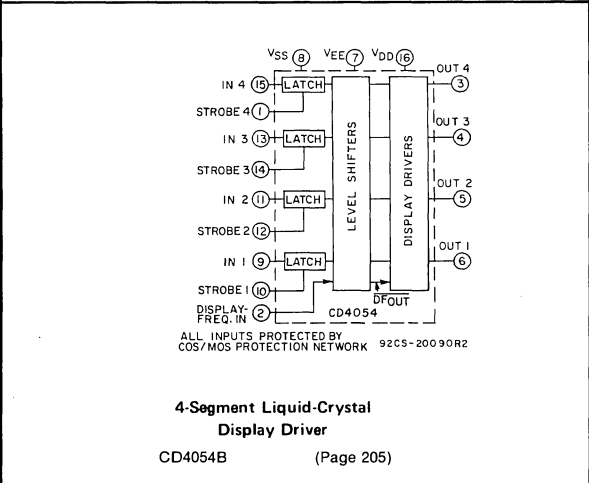 VSS 8 VEE 7 VDD 16
OUT 4
IN 4 15 LATCH 3
STROBE 4 1
OUT 3
IN 3 13 LATCH 4
STROBE 3 14
LEVEL SHIFTERS
DISPLAY DRIVERS
OUT 2
IN 2 11 LATCH 5
STROBE 2 12
OUT 1
IN 1 9 LATCH 6
STROBE 1 10
DISPLAY-
FREQ. IN 2
DFOUT
CD4054
ALL INPUTS PROTECTED BY
COS/MOS PROTECTION NETWORK 92CS-20090R2
4-Segment Liquid-Crystal
Display Driver
CD4054B (Page 205)